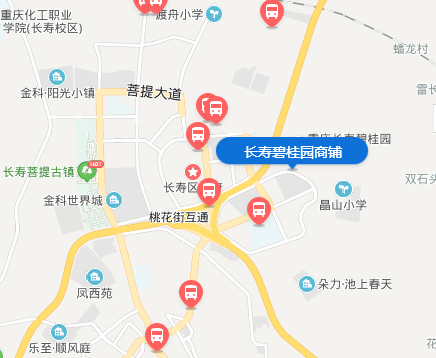 重庆化工职业
学院(长寿校区)
渡舟小学
蟠龙村
金科·阳光小镇
菩提大道
重庆长寿碧桂园
长寿碧桂园商铺
长寿菩提古镇
HOT
长寿区
双石头
金科世界城
晶山小学
桃花街互通
凤西苑
朵力·池上春天
乐至·顺风庭